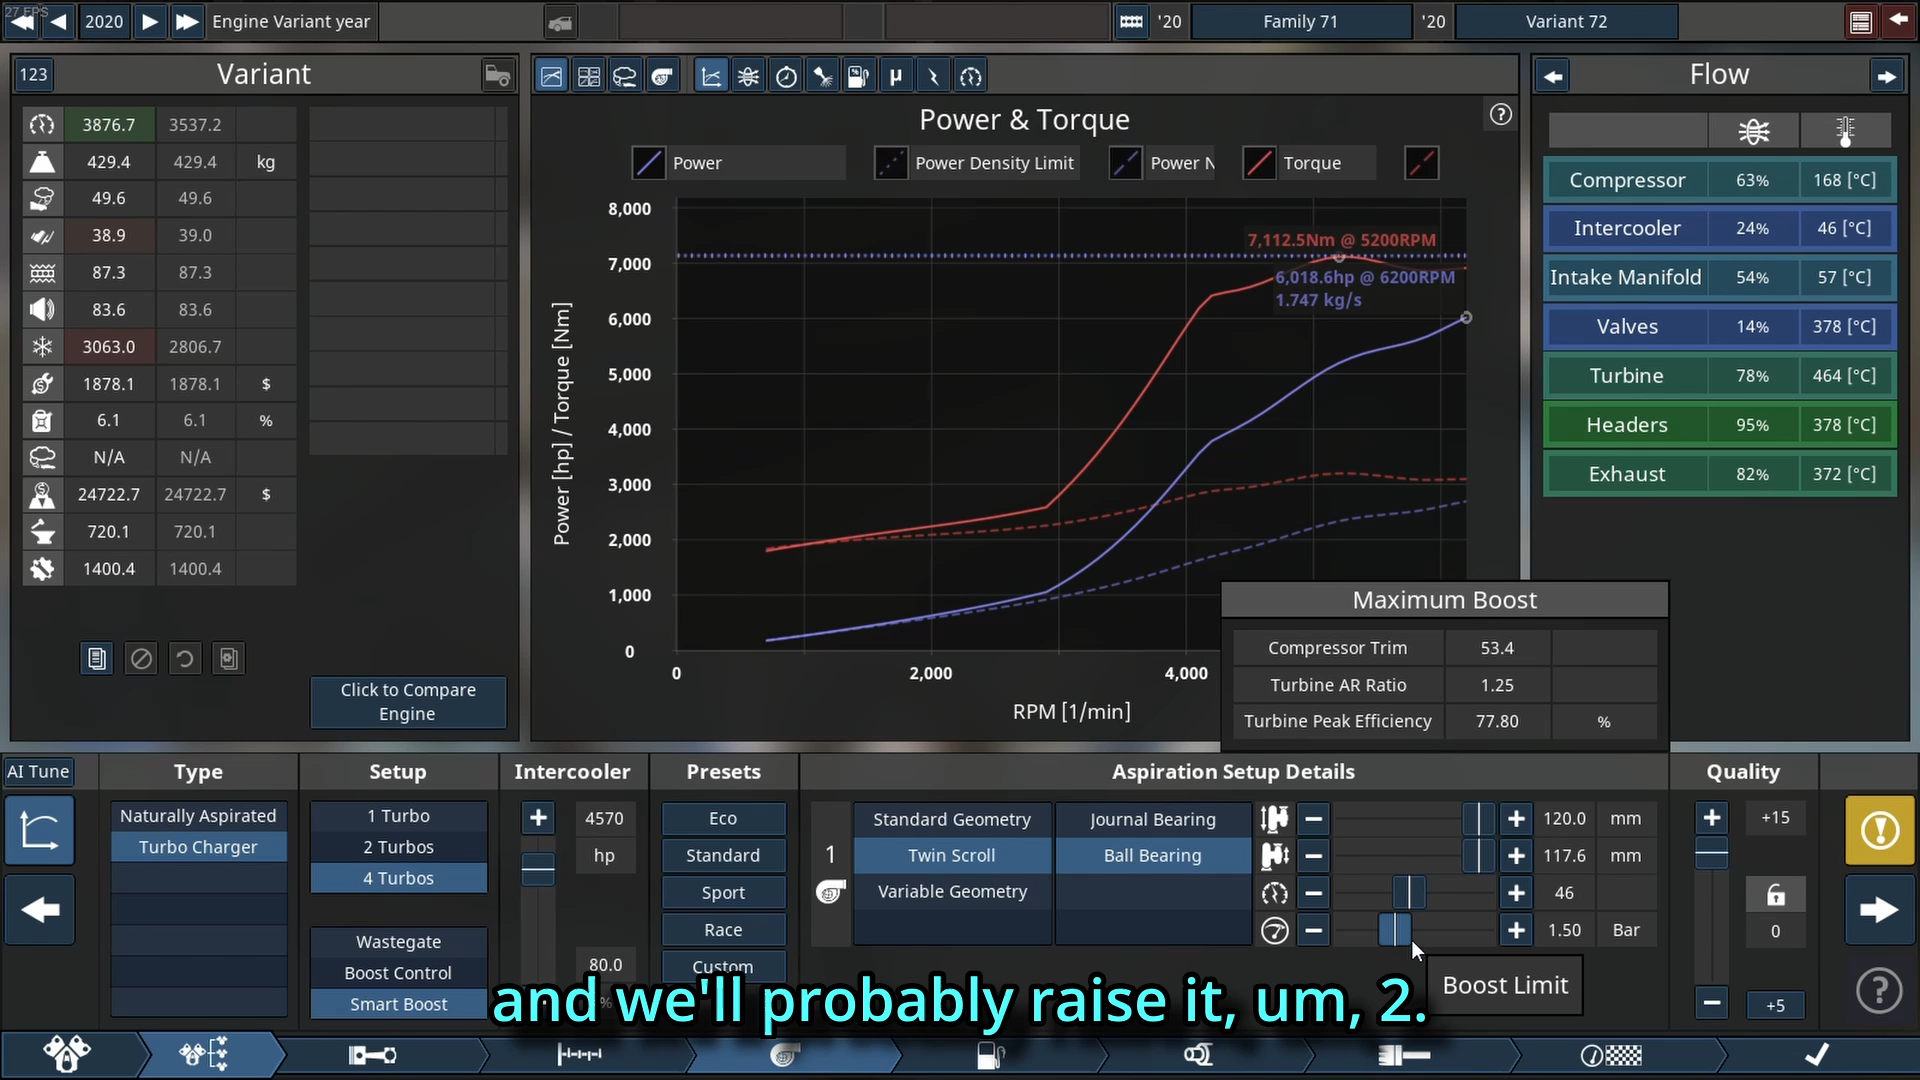 27 FPS
2020
Engine Variant year
'20
Family 71
'20
Variant 72
123
Variant
3876.7 3537.2
429.4 429.4 kg
49.6 49.6
38.9 39.0
87.3 87.3
83.6 83.6
3063.0 2806.7
1878.1 1878.1 $
6.1 6.1 %
N/A N/A
24722.7 24722.7 $
720.1 720.1
1400.4 1400.4
Click to Compare
Engine
Power & Torque
?
Power
Power Density Limit
Power N
Torque
8,000
7,000
6,000
5,000
4,000
3,000
2,000
1,000
0
Power [hp] / Torque [Nm]
7,112.5Nm @ 5200RPM
6,018.6hp @ 6200RPM
1.747 kg/s
0
2,000
4,000
RPM [1/min]
Flow
Compressor 63% 168 [°C]
Intercooler 24% 46 [°C]
Intake Manifold 54% 57 [°C]
Valves 14% 378 [°C]
Turbine 78% 464 [°C]
Headers 95% 378 [°C]
Exhaust 82% 372 [°C]
Maximum Boost
Compressor Trim 53.4
Turbine AR Ratio 1.25
Turbine Peak Efficiency 77.80 %
AI Tune
Type
Naturally Aspirated
Turbo Charger
Setup
1 Turbo
2 Turbos
4 Turbos
Wastegate
Boost Control
Smart Boost
Intercooler
4570
hp
80.0
%
Presets
Eco
Standard
Sport
Race
Custom
Aspiration Setup Details
1
Standard Geometry
Twin Scroll
Variable Geometry
Journal Bearing
Ball Bearing
120.0 mm
117.6 mm
46
1.50 Bar
Boost Limit
Quality
+15
0
+5
?
and we'll probably raise it, um, 2.